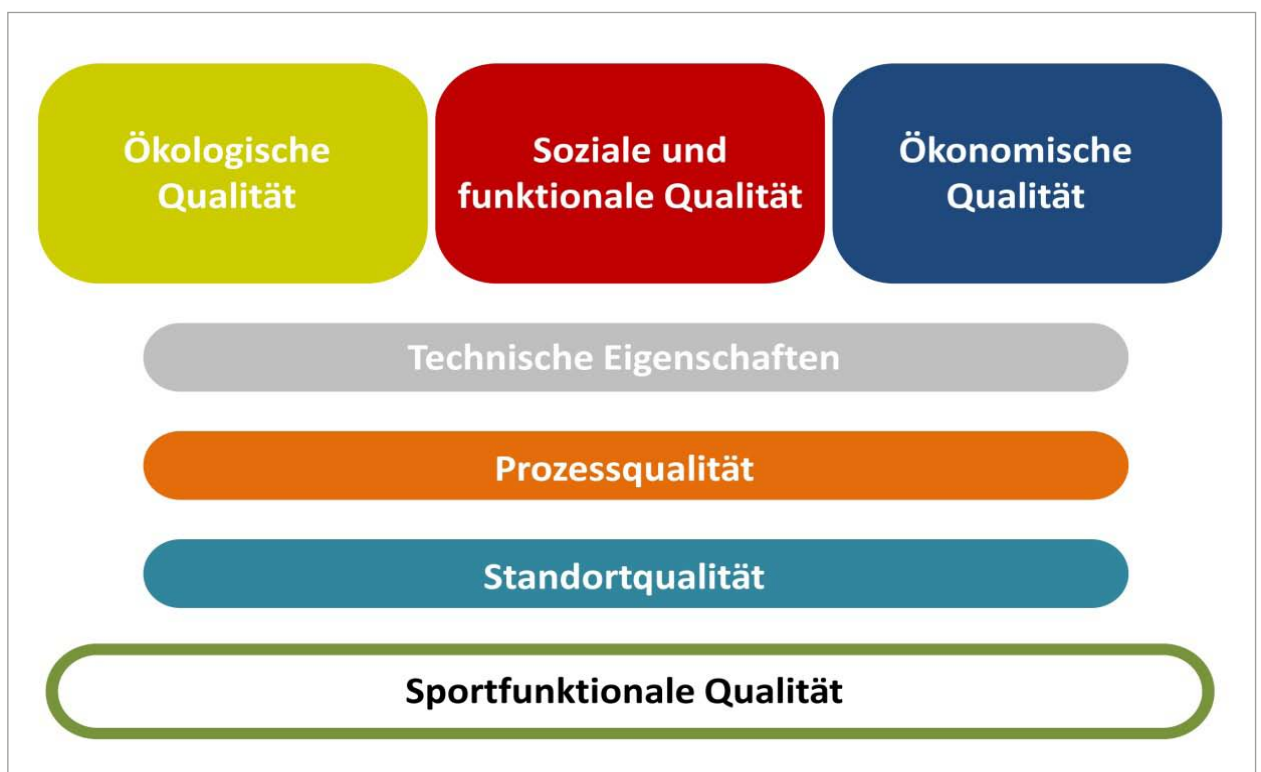 Ökologische
Qualität
Soziale und
funktionale Qualität
Ökonomische
Qualität
Technische Eigenschaften
Prozessqualität
Standortqualität
Sportfunktionale Qualität